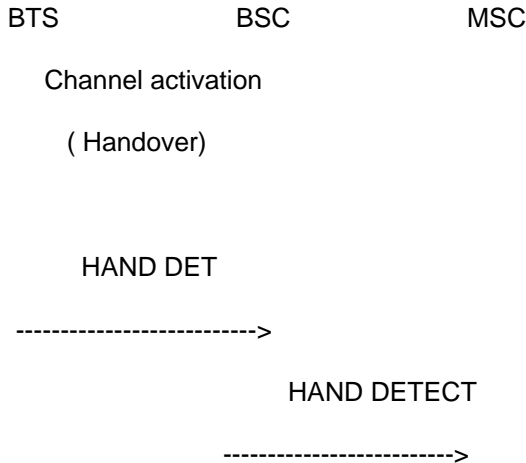 BTS BSC MSC
Channel activation
( Handover)
HAND DET
--------------------------->
HAND DETECT
-------------------------->